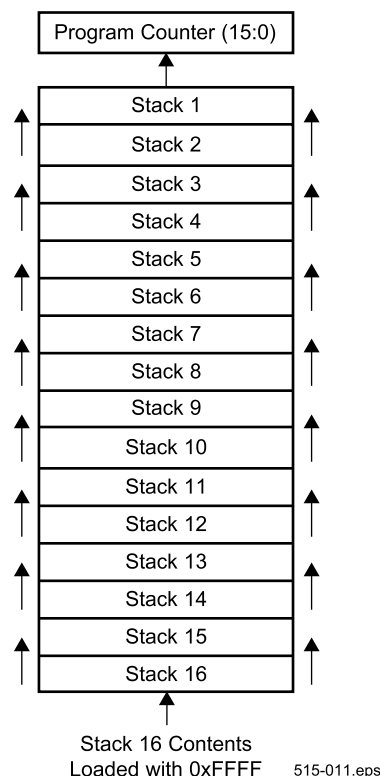 Program Counter (15:0)
Stack 1
Stack 2
Stack 3
Stack 4
Stack 5
Stack 6
Stack 7
Stack 8
Stack 9
Stack 10
Stack 11
Stack 12
Stack 13
Stack 14
Stack 15
Stack 16
Stack 16 Contents
Loaded with 0xFFFF
515-011.eps